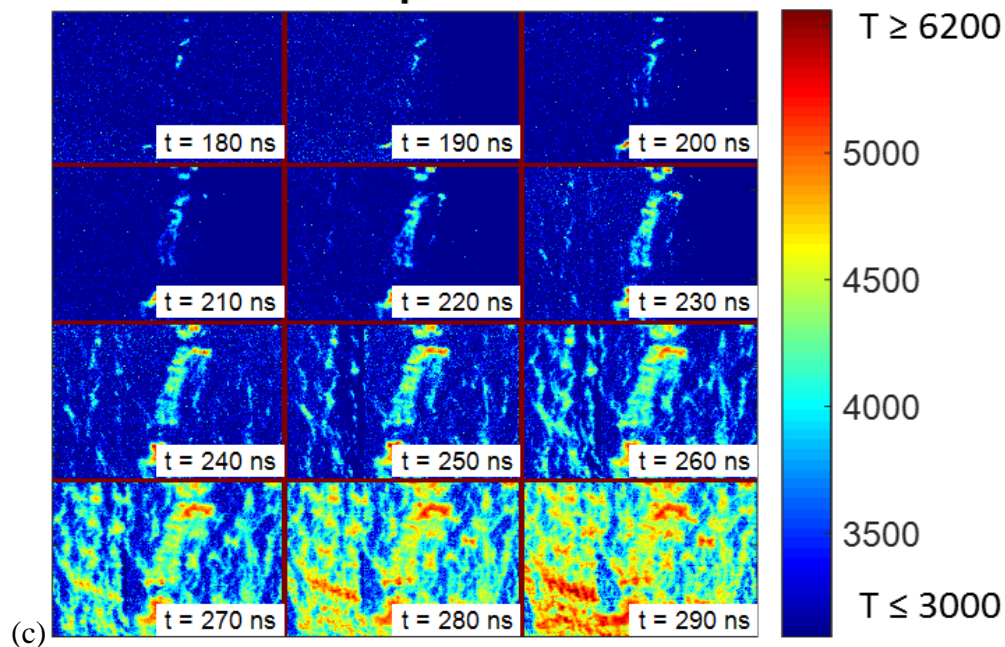 T ≥ 6200
t = 180 ns
t = 190 ns
t = 200 ns
5000
t = 210 ns
t = 220 ns
t = 230 ns
4500
4000
t = 240 ns
t = 250 ns
t = 260 ns
3500
T ≤ 3000
t = 270 ns
t = 280 ns
t = 290 ns
(c)